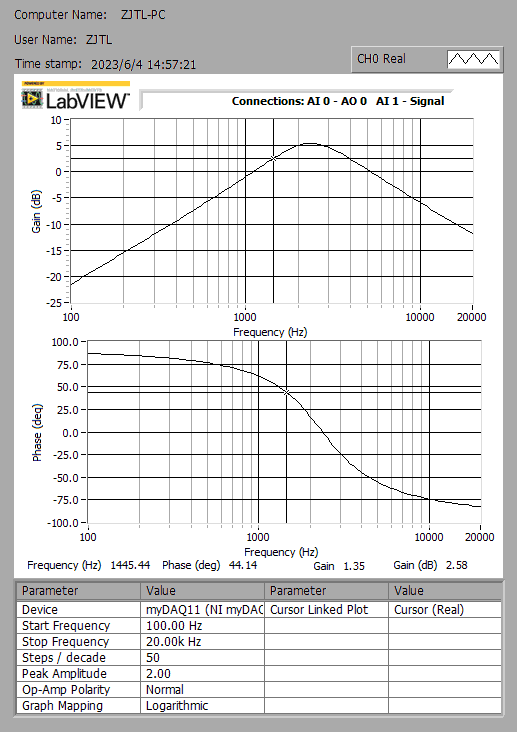 Computer Name: ZJTL-PC
User Name: ZJTL
Time stamp: 2023/6/4 14:57:21
CH0 Real
POWERED BY
NATIONAL INSTRUMENTS
LabVIEW™
Connections: AI 0 - AO 0 AI 1 - Signal
Gain (dB)
10
5
0
-5
-10
-15
-20
-25
100 1000 10000 20000
Frequency (Hz)
Phase (deg)
100.0
75.0
50.0
25.0
0.0
-25.0
-50.0
-75.0
-100.0
100 1000 10000 20000
Frequency (Hz)
Frequency (Hz) 1445.44 Phase (deg) 44.14 Gain 1.35 Gain (dB) 2.58
Parameter Value Parameter Value
Device myDAQ11 (NI myDAQ Cursor Linked Plot Cursor (Real)
Start Frequency 100.00 Hz
Stop Frequency 20.00k Hz
Steps / decade 50
Peak Amplitude 2.00
Op-Amp Polarity Normal
Graph Mapping Logarithmic